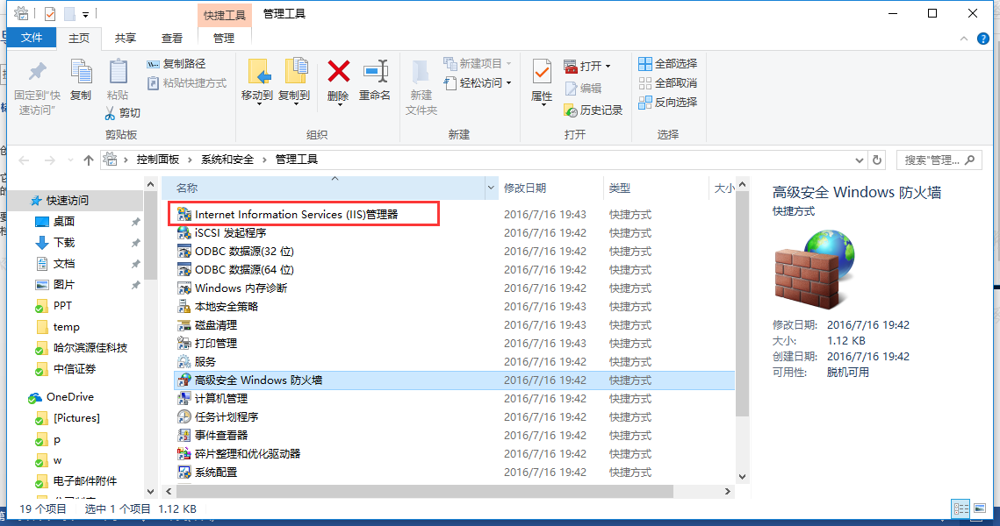 快捷工具
管理工具
文件
主页
共享
查看
管理
固定到"快速访问"
复制
粘贴
复制路径
粘贴快捷方式
剪切
剪贴板
移动到
复制到
删除
重命名
组织
新建文件夹
新建项目
轻松访问
新建
属性
打开
编辑
历史记录
打开
全部选择
全部取消
反向选择
选择
控制面板 › 系统和安全 › 管理工具
搜索"管理...
名称 修改日期 类型 大小
Internet Information Services (IIS)管理器 2016/7/16 19:43 快捷方式
iSCSI 发起程序 2016/7/16 19:42 快捷方式
ODBC 数据源(32 位) 2016/7/16 19:42 快捷方式
ODBC 数据源(64 位) 2016/7/16 19:42 快捷方式
Windows 内存诊断 2016/7/16 19:42 快捷方式
本地安全策略 2016/7/16 19:43 快捷方式
磁盘清理 2016/7/16 19:43 快捷方式
打印管理 2016/7/16 19:43 快捷方式
服务 2016/7/16 19:42 快捷方式
高级安全 Windows 防火墙 2016/7/16 19:42 快捷方式
计算机管理 2016/7/16 19:42 快捷方式
任务计划程序 2016/7/16 19:42 快捷方式
事件查看器 2016/7/16 19:42 快捷方式
碎片整理和优化驱动器 2016/7/16 19:42 快捷方式
系统配置 2016/7/16 19:42 快捷方式
快速访问
桌面
下载
文档
图片
PPT
temp
哈尔滨源佳科技
中信证券
OneDrive
[Pictures]
p
w
电子邮件附件
高级安全 Windows 防火墙
快捷方式
修改日期: 2016/7/16 19:42
大小: 1.12 KB
创建日期: 2016/7/16 19:42
可用性: 脱机可用
19 个项目 选中 1 个项目 1.12 KB